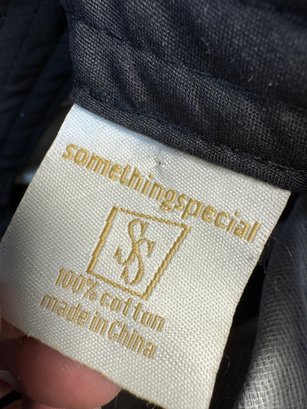 somethingspecial
SS
100% cotton
made in China